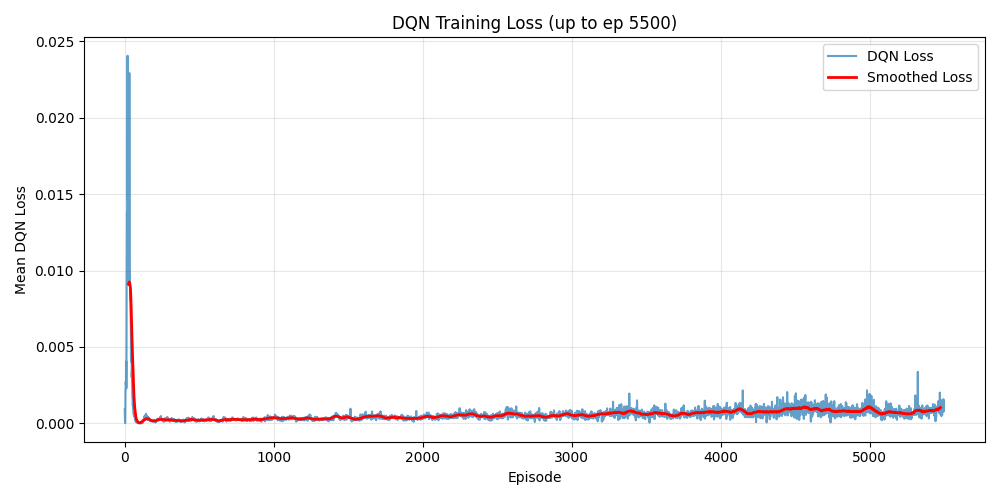 DQN Training Loss (up to ep 5500)
DQN Loss
Smoothed Loss
Mean DQN Loss
0.025
0.020
0.015
0.010
0.005
0.000
0
1000
2000
3000
4000
5000
Episode